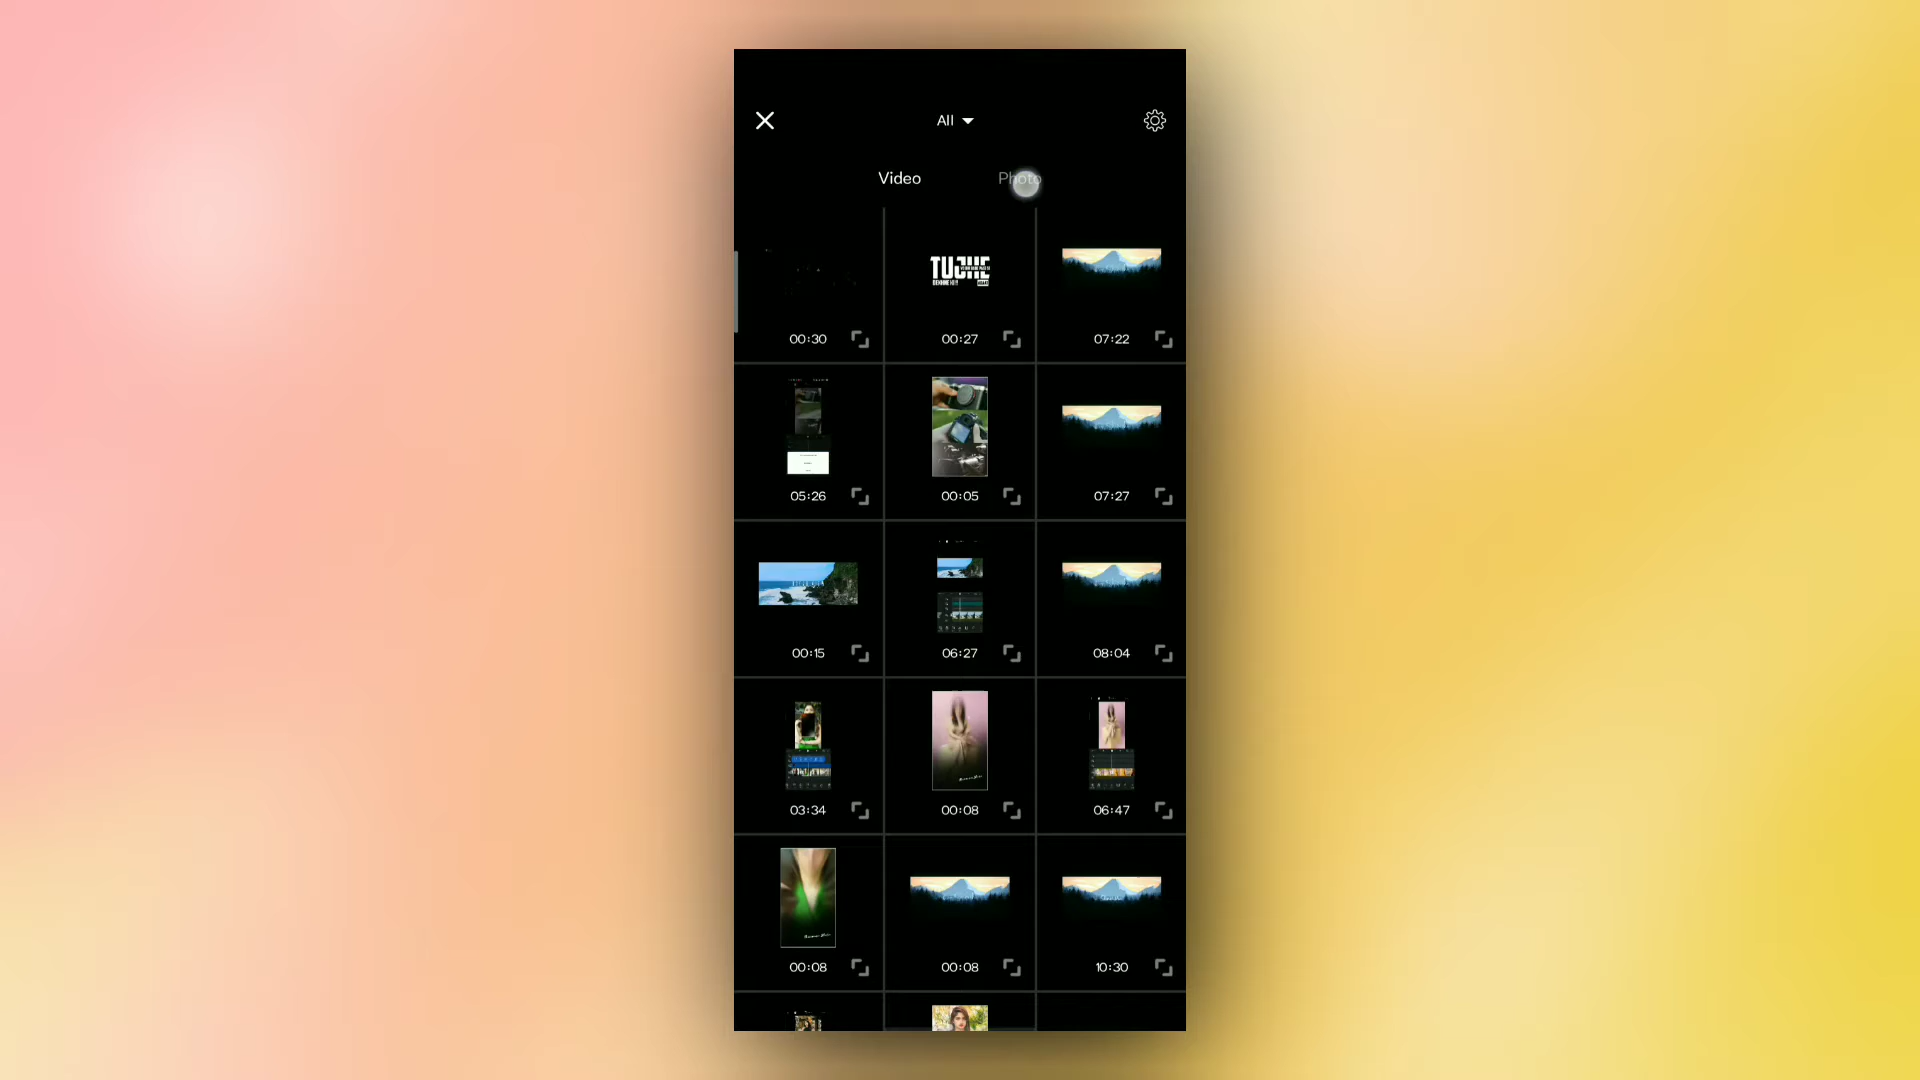 All
Video Photo
TUJHE
00:30 00:27 07:22
05:26 00:05 07:27
00:15 06:27 08:04
03:34 00:08 06:47
00:08 00:08 10:30